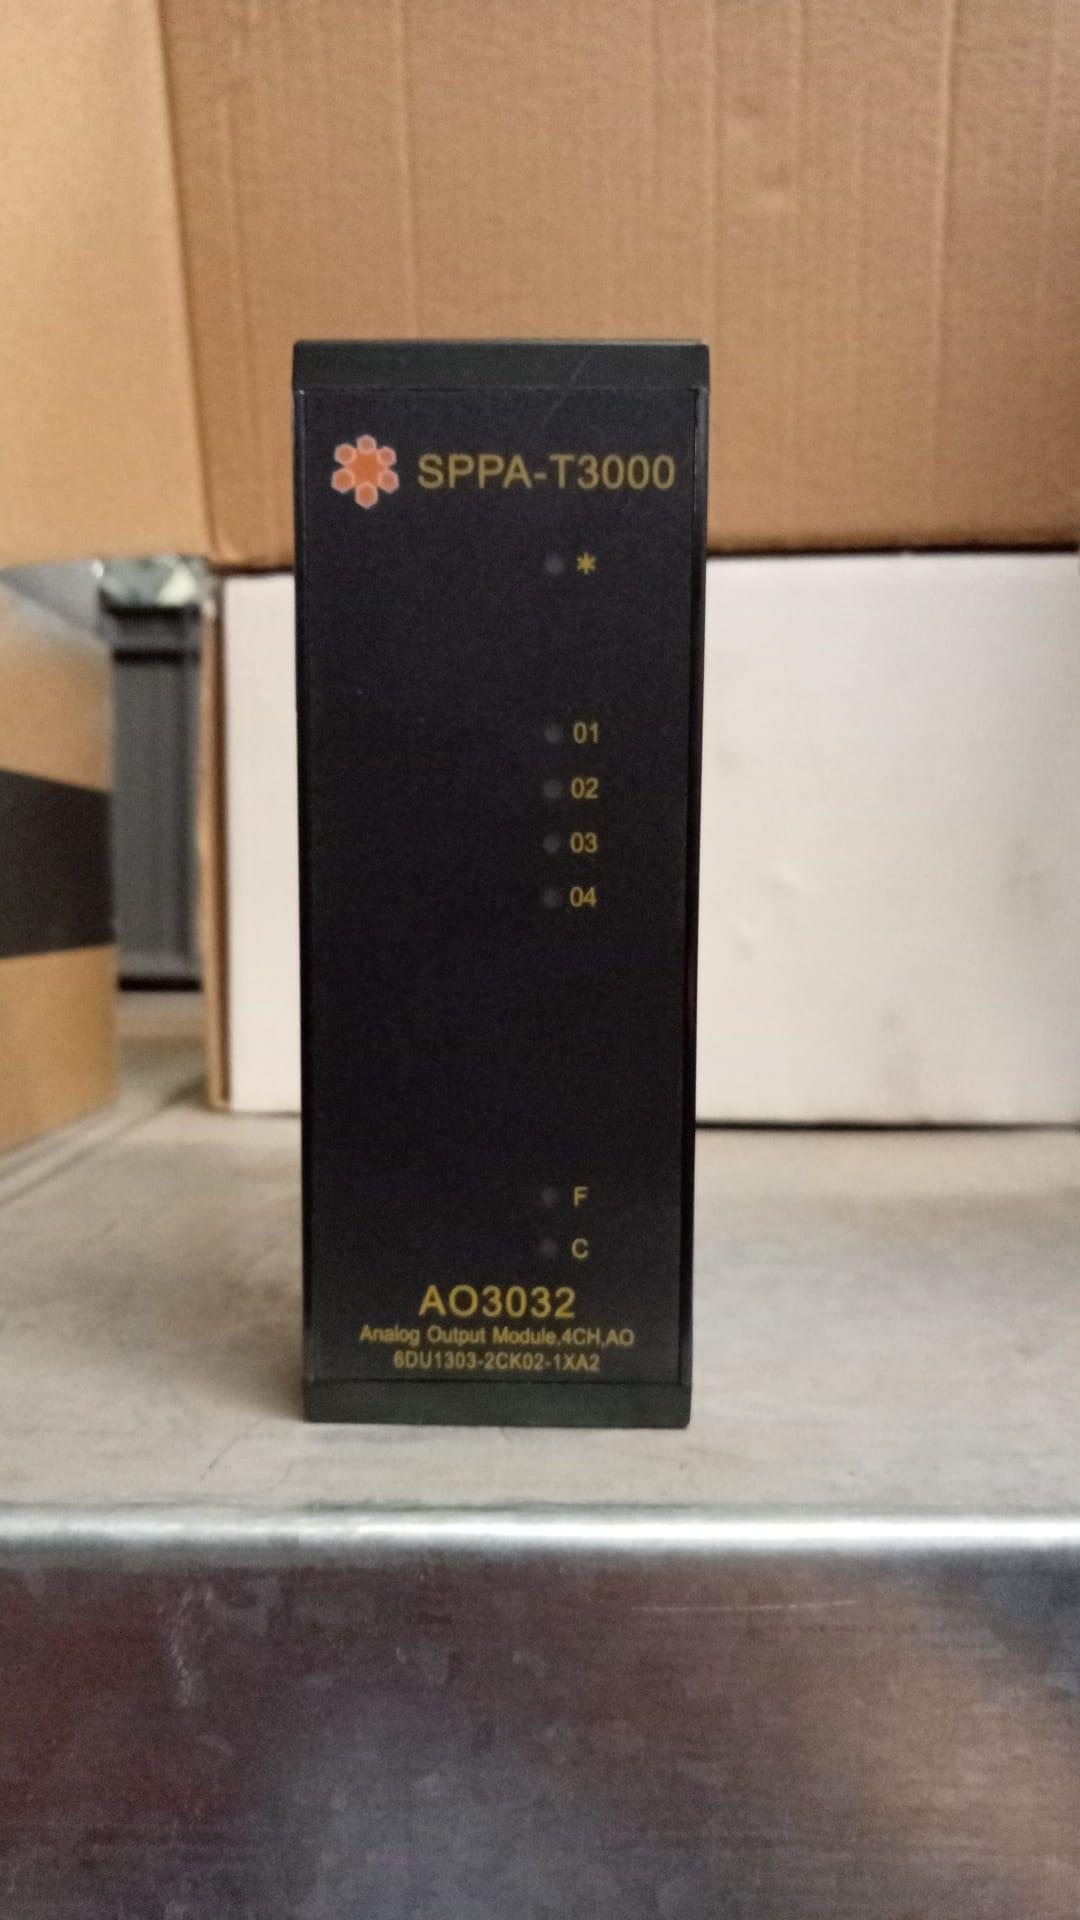 SPPA-T3000
*
01
02
03
04
F
C
AO3032
Analog Output Module,4CH,AO
6DU1303-2CK02-1XA2